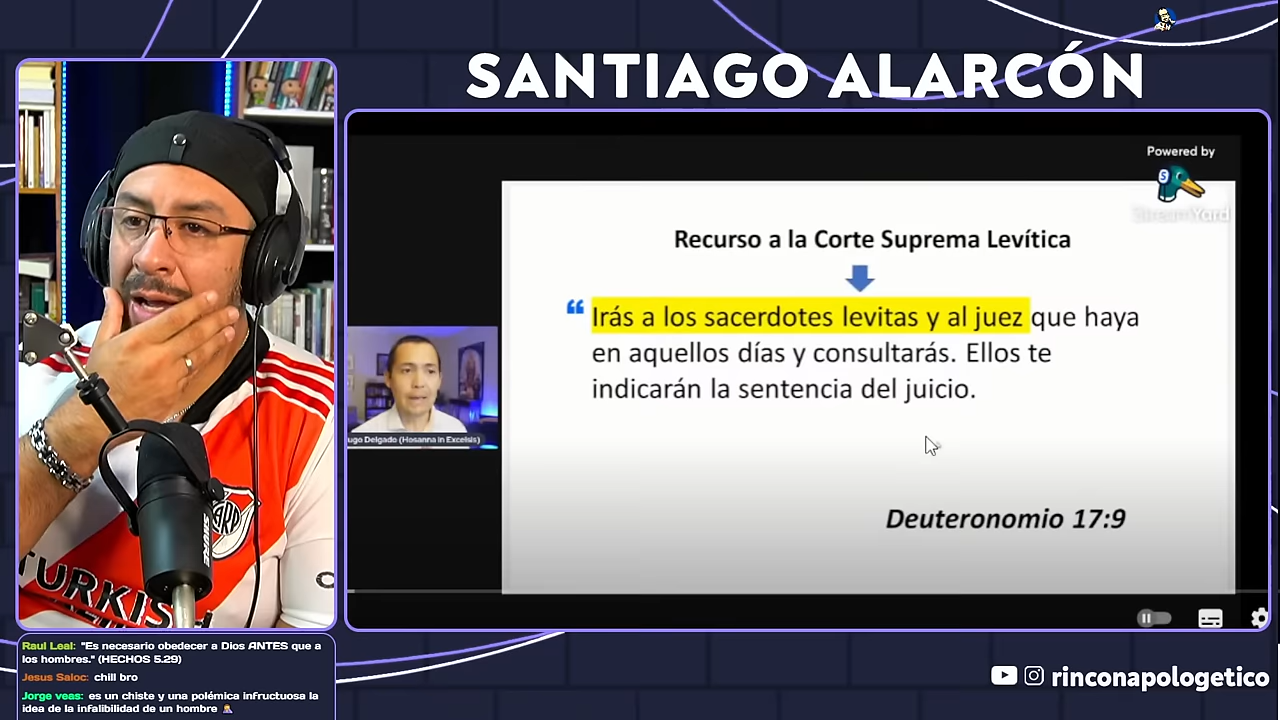 SANTIAGO ALARCÓN
Powered by
StreamYard
Recurso a la Corte Suprema Levítica
“ Irás a los sacerdotes levitas y al juez que haya
en aquellos días y consultarás. Ellos te
indicarán la sentencia del juicio.
Deuteronomio 17:9
ugo Delgado (Hosanna in Excelsis)
SHURE
TURKISH
Raul Leal: "Es necesario obedecer a Dios ANTES que a
los hombres." (HECHOS 5.29)
Jesus Saloc: chill bro
Jorge veas: es un chiste y una polémica infructuosa la
idea de la infalibilidad de un hombre 🤦
rinconapologetico